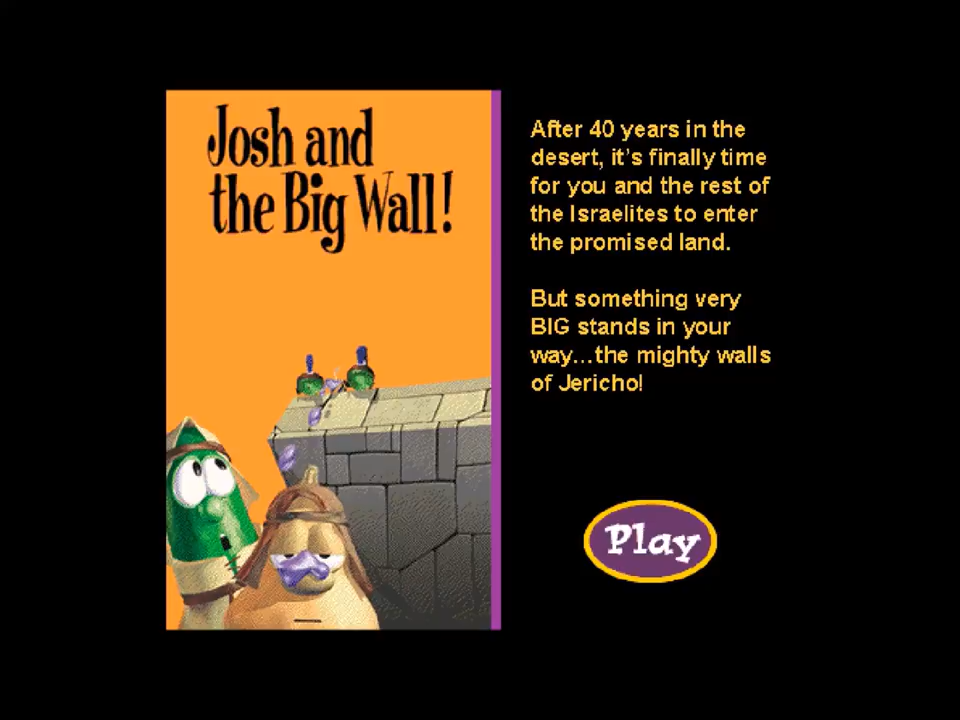 Josh and
the Big Wall!
After 40 years in the
desert, it's finally time
for you and the rest of
the Israelites to enter
the promised land.
But something very
BIG stands in your
way...the mighty walls
of Jericho!
Play